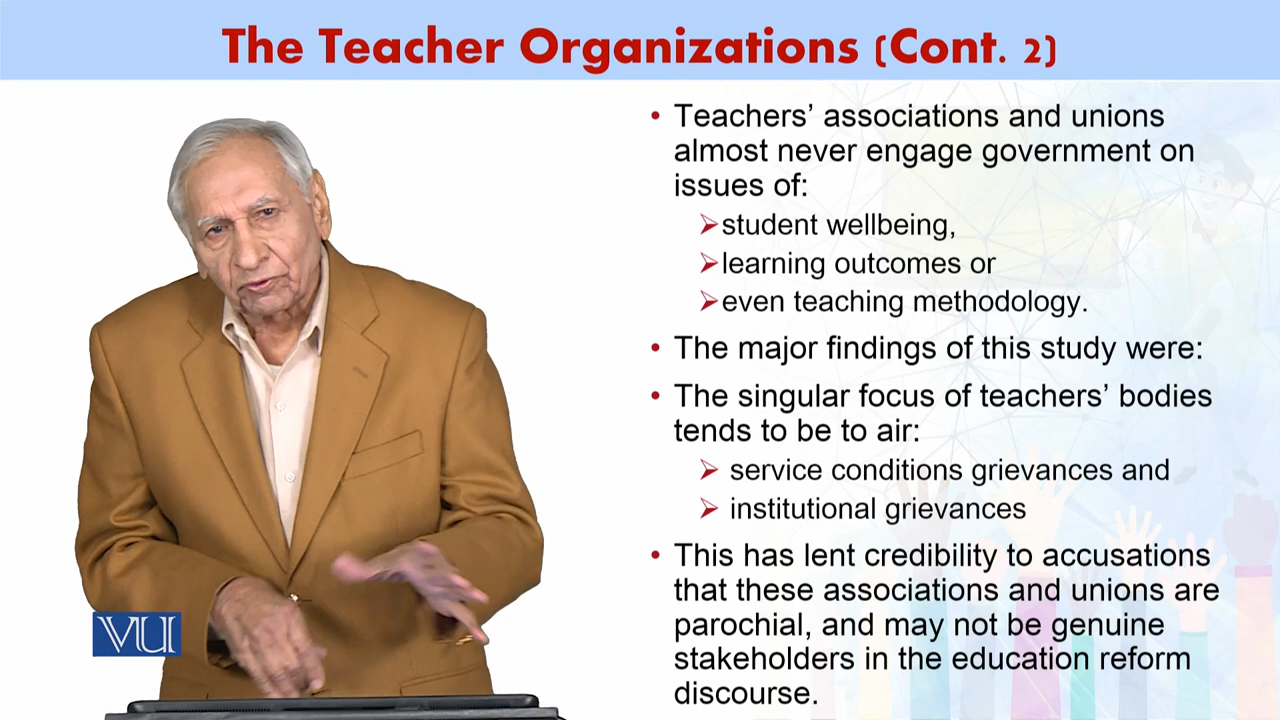 The Teacher Organizations (Cont. 2)
• Teachers’ associations and unions
almost never engage government on
issues of:
➢student wellbeing,
➢learning outcomes or
➢even teaching methodology.
• The major findings of this study were:
• The singular focus of teachers’ bodies
tends to be to air:
➢ service conditions grievances and
➢ institutional grievances
• This has lent credibility to accusations
that these associations and unions are
parochial, and may not be genuine
stakeholders in the education reform
discourse.
VU